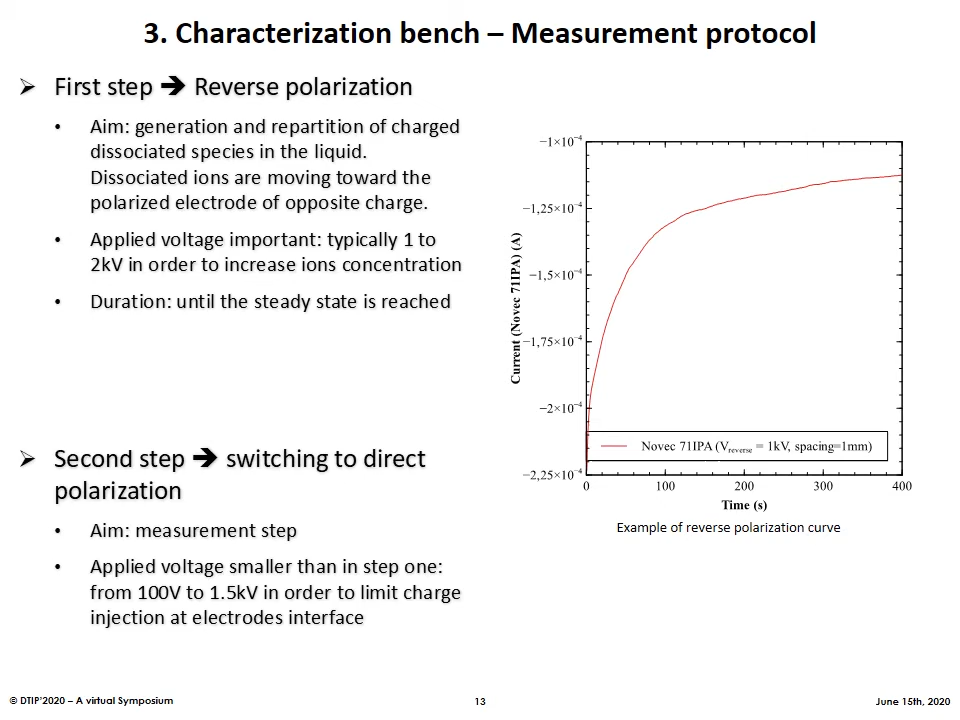 3. Characterization bench – Measurement protocol
➢ First step 🡺 Reverse polarization
• Aim: generation and repartition of charged
dissociated species in the liquid.
Dissociated ions are moving toward the
polarized electrode of opposite charge.
• Applied voltage important: typically 1 to
2kV in order to increase ions concentration
• Duration: until the steady state is reached
➢ Second step 🡺 switching to direct
polarization
• Aim: measurement step
• Applied voltage smaller than in step one:
from 100V to 1.5kV in order to limit charge
injection at electrodes interface
Current (Novec 71IPA) (A)
−1×10⁻⁴
−1,25×10⁻⁴
−1,5×10⁻⁴
−1,75×10⁻⁴
−2×10⁻⁴
−2,25×10⁻⁴
Novec 71IPA (Vreverse = 1kV, spacing=1mm)
0 100 200 300 400
Time (s)
Example of reverse polarization curve
© DTIP'2020 – A virtual Symposium
13
June 15th, 2020